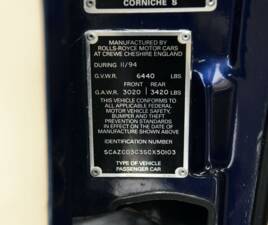 CORNICHE S
MANUFACTURED BY
ROLLS-ROYCE MOTOR CARS
AT CREWE CHESHIRE ENGLAND
DURING 11/94
G.V.W.R. 6440 LBS
FRONT REAR
G.A.W.R. 3020 3420 LBS
THIS VEHICLE CONFORMS TO
ALL APPLICABLE FEDERAL
MOTOR VEHICLE SAFETY,
BUMPER AND THEFT
PREVENTION STANDARDS
IN EFFECT ON THE DATE OF
MANUFACTURE SHOWN ABOVE
IDENTIFICATION NUMBER
SCAZC03C3SCX50103
TYPE OF VEHICLE
PASSENGER CAR